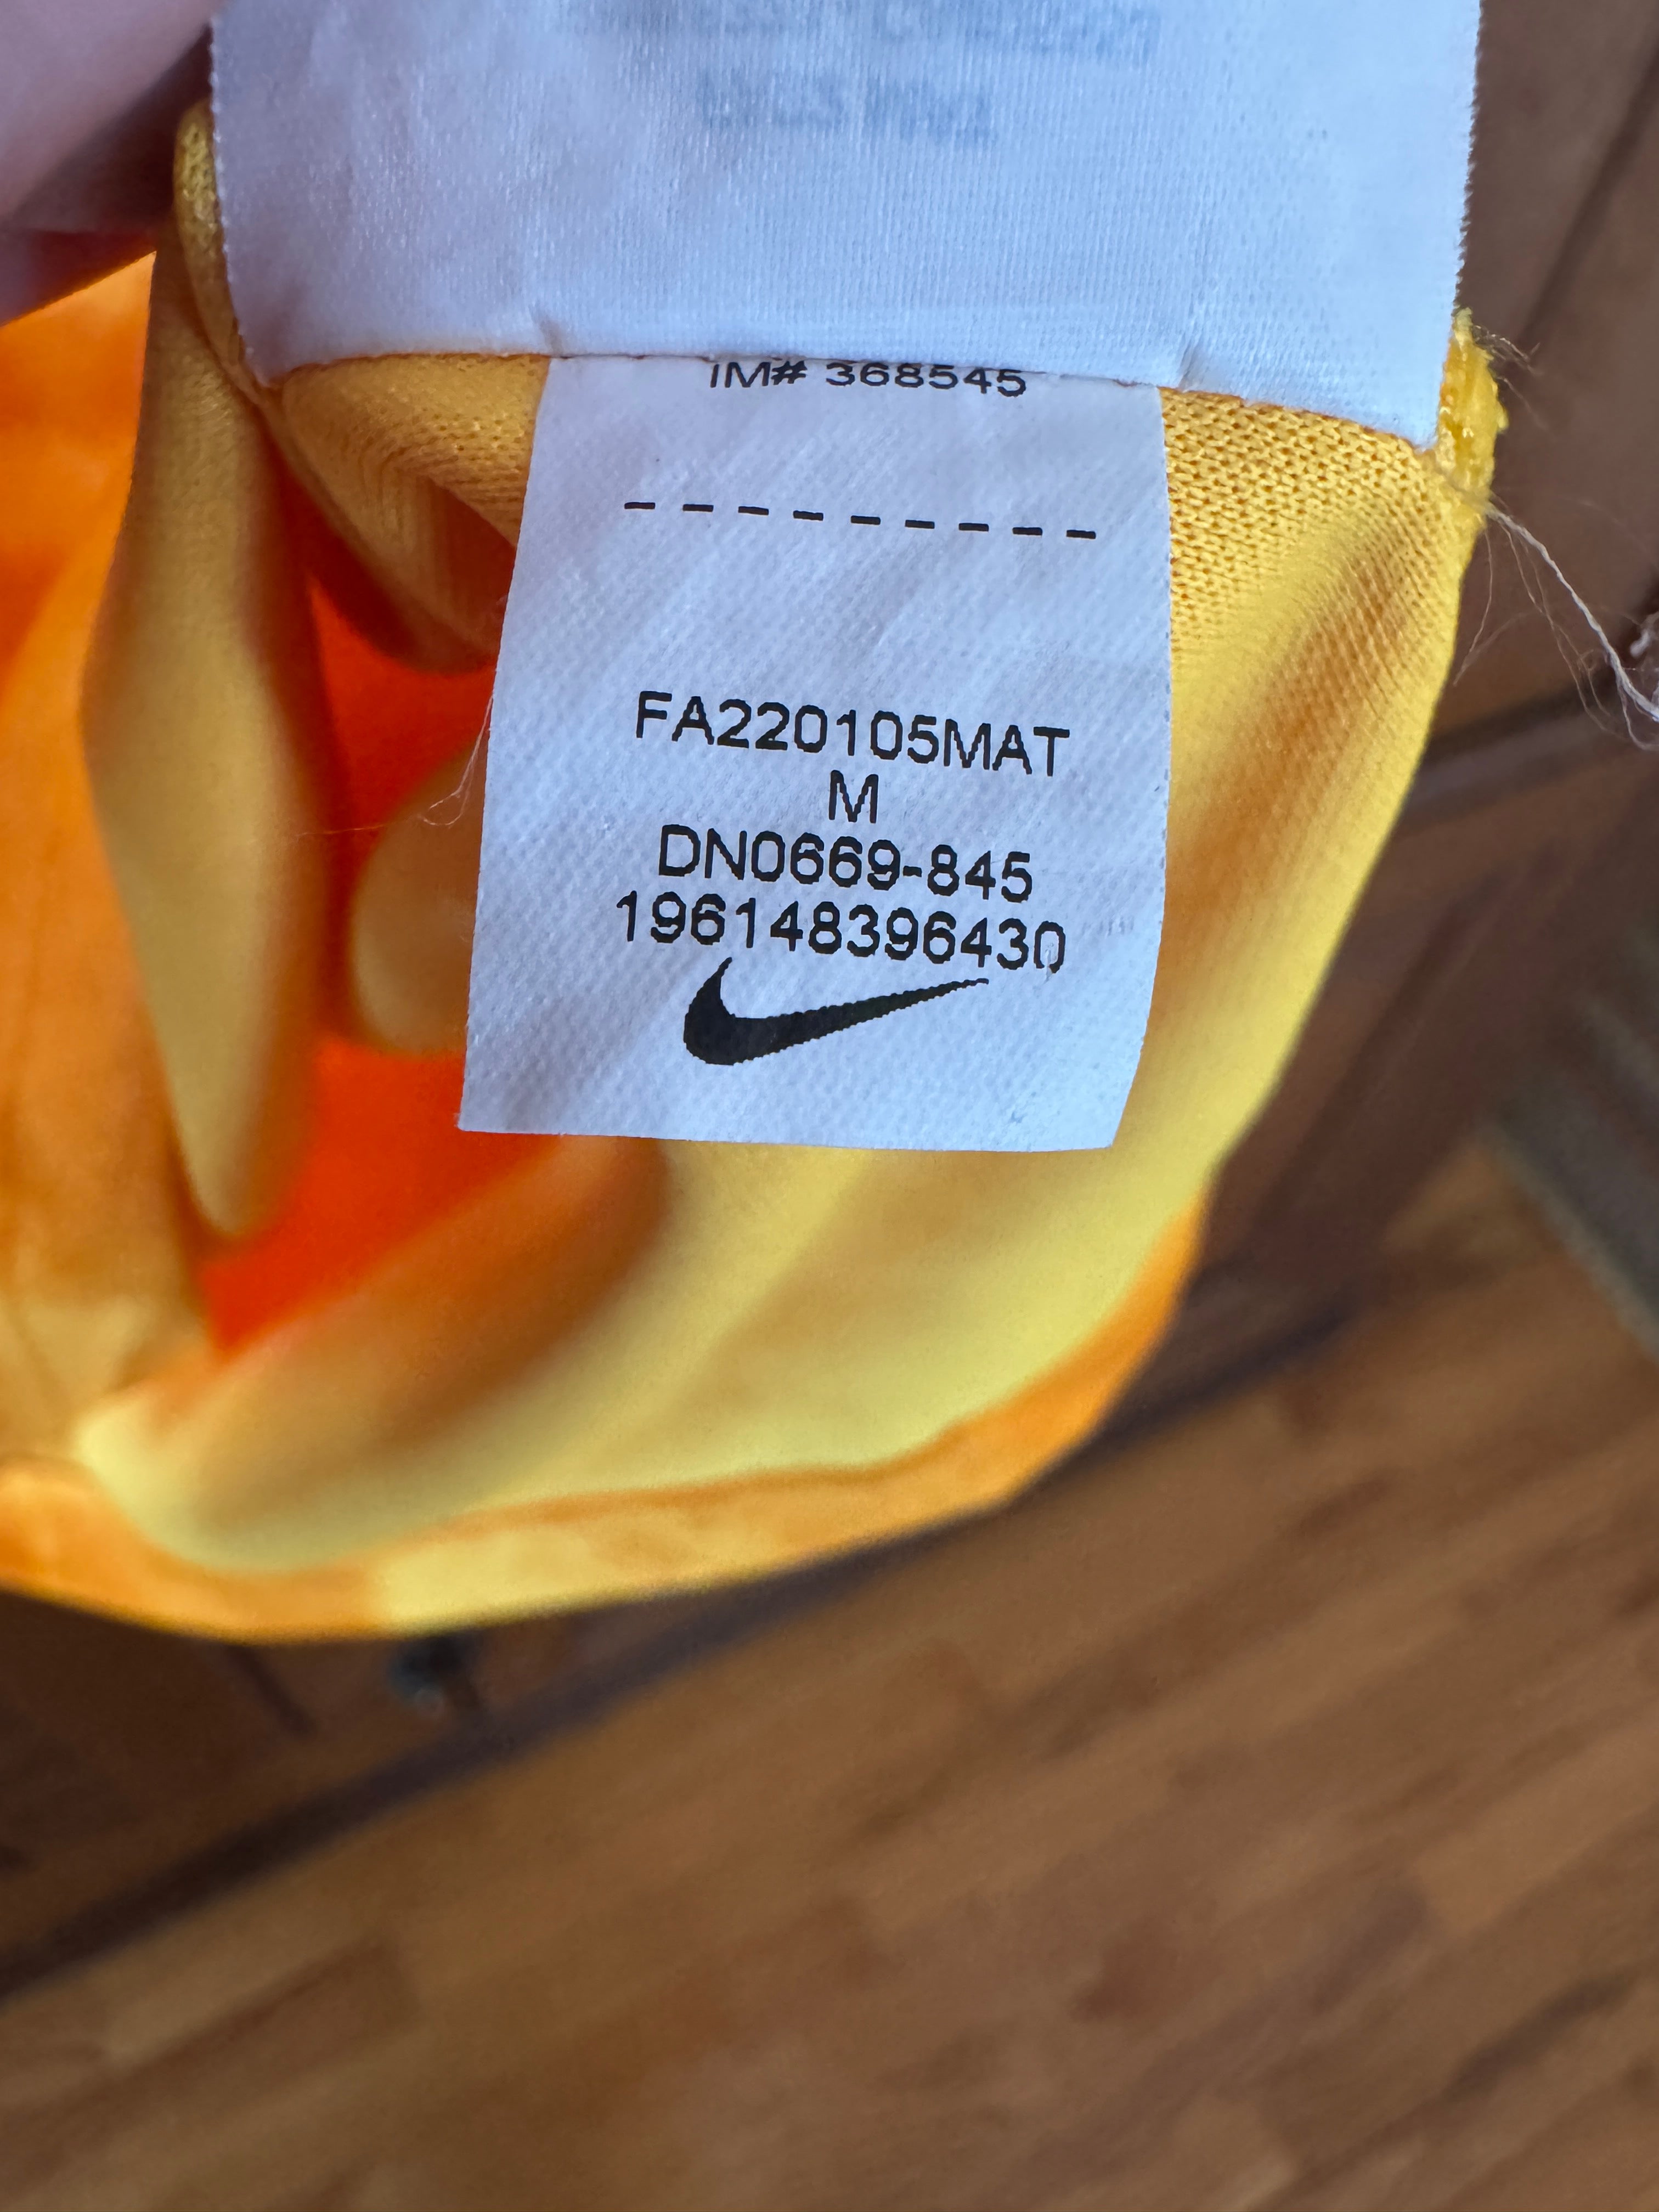 IM# 368545
---------
FA220105MAT
M
DN0669-845
196148396430